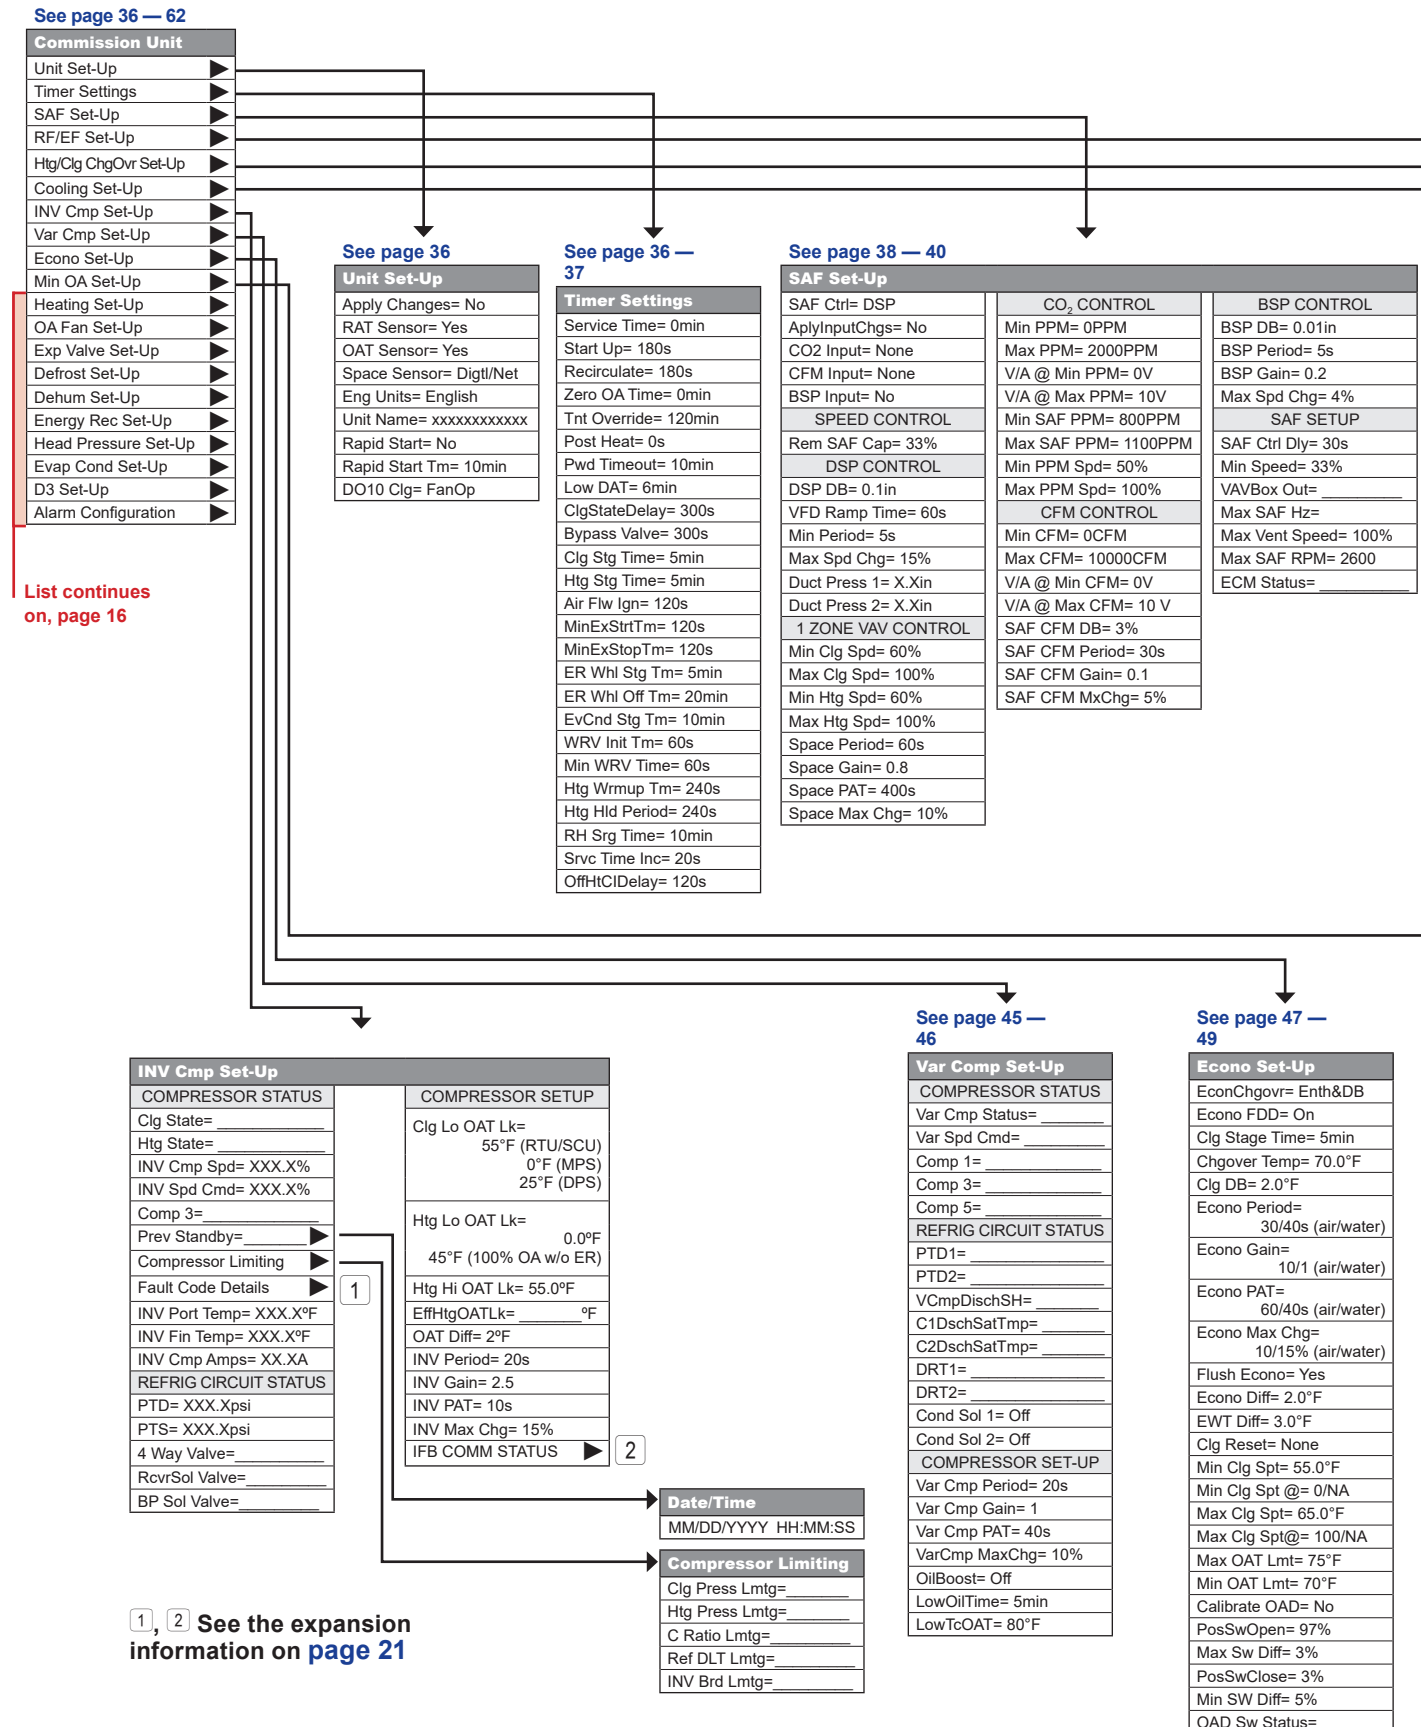 See page 36 — 62
Commission Unit
Unit Set-Up
Timer Settings
SAF Set-Up
RF/EF Set-Up
Htg/Clg ChgOvr Set-Up
Cooling Set-Up
INV Cmp Set-Up
Var Cmp Set-Up
Econo Set-Up
Min OA Set-Up
Heating Set-Up
OA Fan Set-Up
Exp Valve Set-Up
Defrost Set-Up
Dehum Set-Up
Energy Rec Set-Up
Head Pressure Set-Up
Evap Cond Set-Up
D3 Set-Up
Alarm Configuration
List continues
on, page 16
See page 36
Unit Set-Up
Apply Changes= No
RAT Sensor= Yes
OAT Sensor= Yes
Space Sensor= Digtl/Net
Eng Units= English
Unit Name= xxxxxxxxxxxx
Rapid Start= No
Rapid Start Tm= 10min
DO10 Clg= FanOp
See page 36 —
37
Timer Settings
Service Time= 0min
Start Up= 180s
Recirculate= 180s
Zero OA Time= 0min
Tnt Override= 120min
Post Heat= 0s
Pwd Timeout= 10min
Low DAT= 6min
ClgStateDelay= 300s
Bypass Valve= 300s
Clg Stg Time= 5min
Htg Stg Time= 5min
Air Flw Ign= 120s
MinExStrtTm= 120s
MinExStopTm= 120s
ER Whl Stg Tm= 5min
ER Whl Off Tm= 20min
EvCnd Stg Tm= 10min
WRV Init Tm= 60s
Min WRV Time= 60s
Htg Wrmup Tm= 240s
Htg Hld Period= 240s
RH Srg Time= 10min
Srvc Time Inc= 20s
OffHtClDelay= 120s
See page 38 — 40
SAF Set-Up
SAF Ctrl= DSP
AplyInputChgs= No
CO2 Input= None
CFM Input= None
BSP Input= No
SPEED CONTROL
Rem SAF Cap= 33%
DSP CONTROL
DSP DB= 0.1in
VFD Ramp Time= 60s
Min Period= 5s
Max Spd Chg= 15%
Duct Press 1= X.Xin
Duct Press 2= X.Xin
1 ZONE VAV CONTROL
Min Clg Spd= 60%
Max Clg Spd= 100%
Min Htg Spd= 60%
Max Htg Spd= 100%
Space Period= 60s
Space Gain= 0.8
Space PAT= 400s
Space Max Chg= 10%
CO2 CONTROL
Min PPM= 0PPM
Max PPM= 2000PPM
V/A @ Min PPM= 0V
V/A @ Max PPM= 10V
Min SAF PPM= 800PPM
Max SAF PPM= 1100PPM
Min PPM Spd= 50%
Max PPM Spd= 100%
CFM CONTROL
Min CFM= 0CFM
Max CFM= 10000CFM
V/A @ Min CFM= 0V
V/A @ Max CFM= 10 V
SAF CFM DB= 3%
SAF CFM Period= 30s
SAF CFM Gain= 0.1
SAF CFM MxChg= 5%
BSP CONTROL
BSP DB= 0.01in
BSP Period= 5s
BSP Gain= 0.2
Max Spd Chg= 4%
SAF SETUP
SAF Ctrl Dly= 30s
Min Speed= 33%
VAVBox Out= _________
Max SAF Hz=
Max Vent Speed= 100%
Max SAF RPM= 2600
ECM Status= __________
INV Cmp Set-Up
COMPRESSOR STATUS
Clg State= ____________
Htg State= ____________
INV Cmp Spd= XXX.X%
INV Spd Cmd= XXX.X%
Comp 3=_____________
Prev Standby=_______
Compressor Limiting
Fault Code Details
INV Port Temp= XXX.XºF
INV Fin Temp= XXX.XºF
INV Cmp Amps= XX.XA
REFRIG CIRCUIT STATUS
PTD= XXX.Xpsi
PTS= XXX.Xpsi
4 Way Valve=__________
RcvrSol Valve=_________
BP Sol Valve=_________
COMPRESSOR SETUP
Clg Lo OAT Lk=
55°F (RTU/SCU)
0°F (MPS)
25°F (DPS)
Htg Lo OAT Lk=
0.0ºF
45°F (100% OA w/o ER)
Htg Hi OAT Lk= 55.0ºF
EffHtgOATLk= _______ºF
OAT Diff= 2ºF
INV Period= 20s
INV Gain= 2.5
INV PAT= 10s
INV Max Chg= 15%
IFB COMM STATUS
1
2
Date/Time
MM/DD/YYYY HH:MM:SS
Compressor Limiting
Clg Press Lmtg=_______
Htg Press Lmtg=_______
C Ratio Lmtg=_________
Ref DLT Lmtg=_________
INV Brd Lmtg=_________
1, 2 See the expansion
information on page 21
See page 45 —
46
Var Comp Set-Up
COMPRESSOR STATUS
Var Cmp Status=_______
Var Spd Cmd= _________
Comp 1= _____________
Comp 3= _____________
Comp 5= _____________
REFRIG CIRCUIT STATUS
PTD1= _______________
PTD2= _______________
VCmpDischSH= _______
C1DschSatTmp= _______
C2DschSatTmp= _______
DRT1= _______________
DRT2= _______________
Cond Sol 1= Off
Cond Sol 2= Off
COMPRESSOR SET-UP
Var Cmp Period= 20s
Var Cmp Gain= 1
Var Cmp PAT= 40s
VarCmp MaxChg= 10%
OilBoost= Off
LowOilTime= 5min
LowTcOAT= 80°F
See page 47 —
49
Econo Set-Up
EconChgovr= Enth&DB
Econo FDD= On
Clg Stage Time= 5min
Chgover Temp= 70.0°F
Clg DB= 2.0°F
Econo Period=
30/40s (air/water)
Econo Gain=
10/1 (air/water)
Econo PAT=
60/40s (air/water)
Econo Max Chg=
10/15% (air/water)
Flush Econo= Yes
Econo Diff= 2.0°F
EWT Diff= 3.0°F
Clg Reset= None
Min Clg Spt= 55.0°F
Min Clg Spt @= 0/NA
Max Clg Spt= 65.0°F
Max Clg Spt@= 100/NA
Max OAT Lmt= 75°F
Min OAT Lmt= 70°F
Calibrate OAD= No
PosSwOpen= 97%
Max Sw Diff= 3%
PosSwClose= 3%
Min SW Diff= 5%
OAD Sw Status=